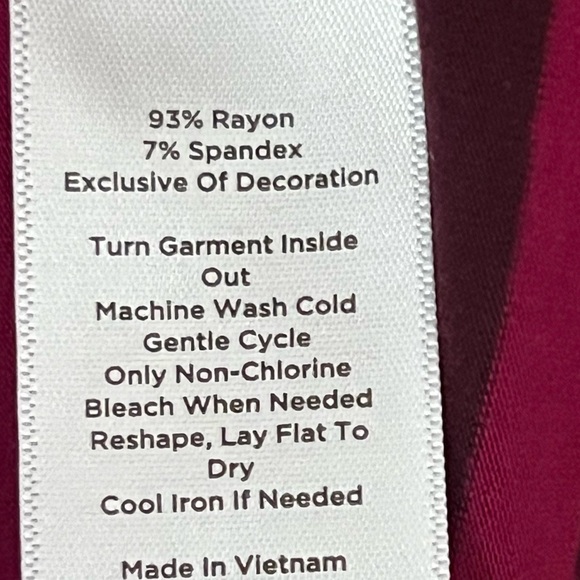 93% Rayon
7% Spandex
Exclusive Of Decoration
Turn Garment Inside
Out
Machine Wash Cold
Gentle Cycle
Only Non-Chlorine
Bleach When Needed
Reshape, Lay Flat To
Dry
Cool Iron If Needed
Made In Vietnam